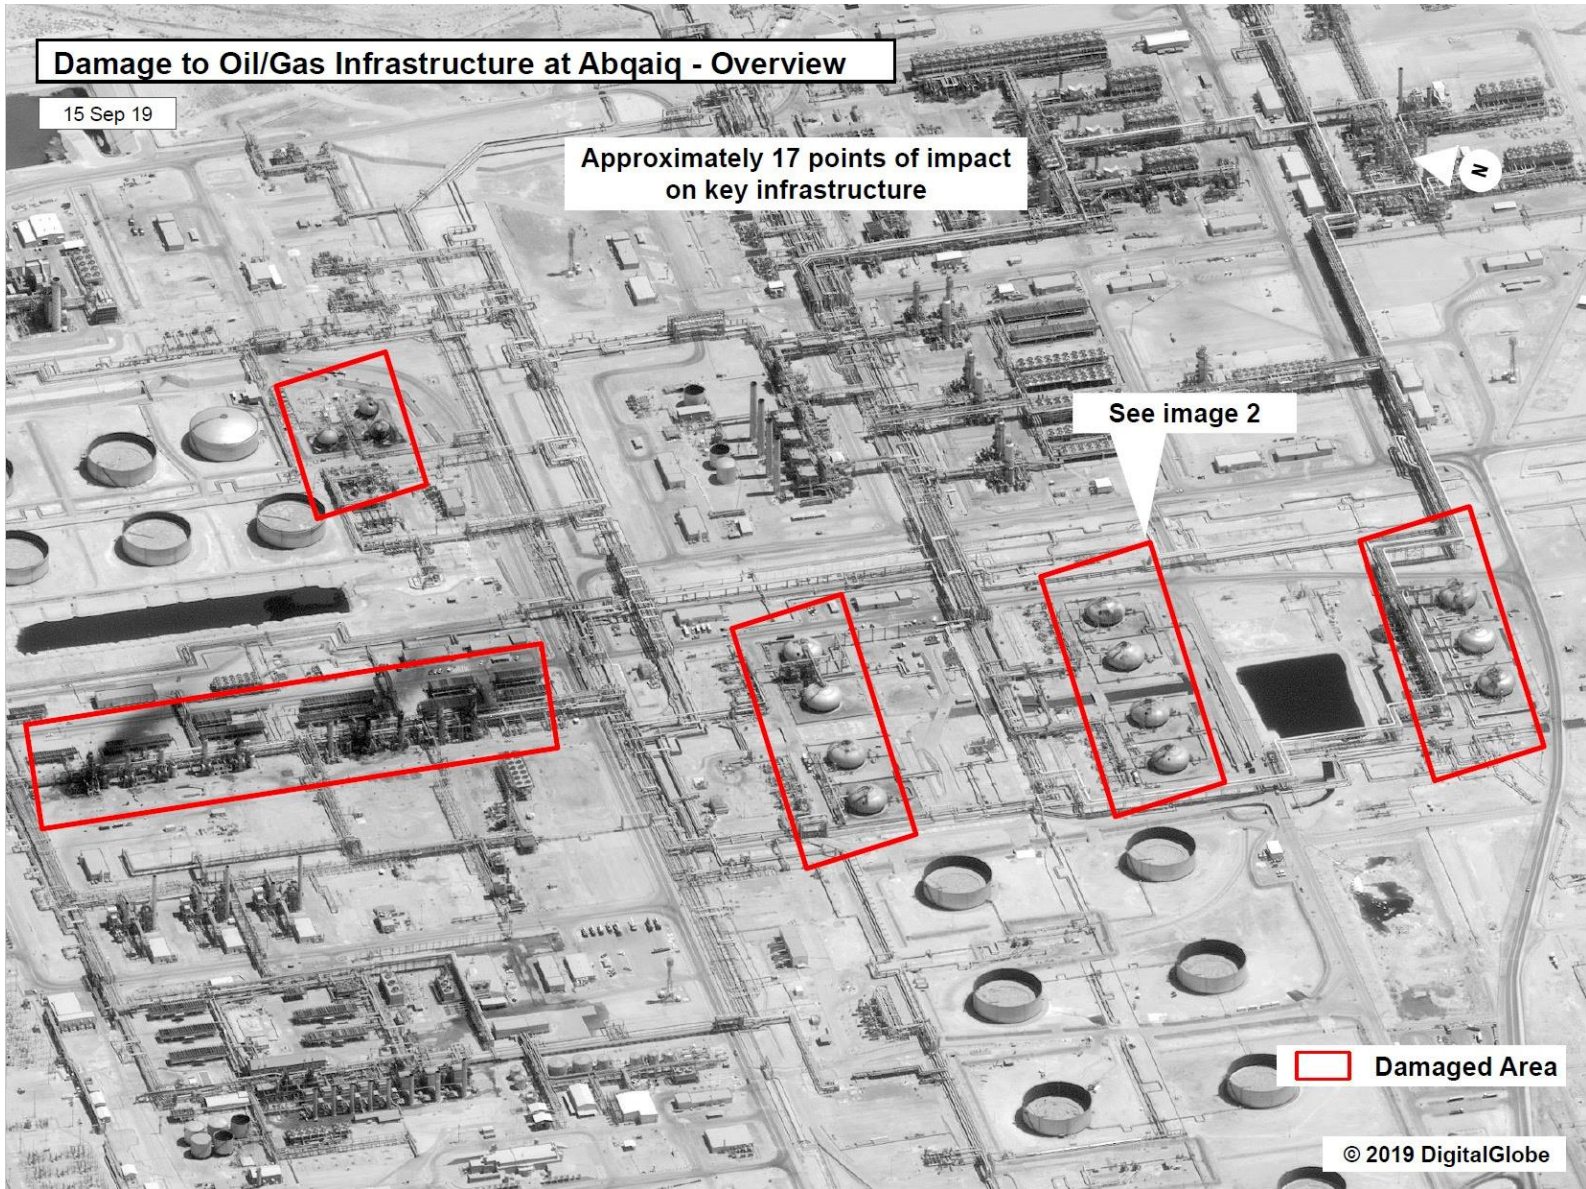 Damage to Oil/Gas Infrastructure at Abqaiq - Overview
15 Sep 19
Approximately 17 points of impact
on key infrastructure
N
See image 2
Damaged Area
© 2019 DigitalGlobe